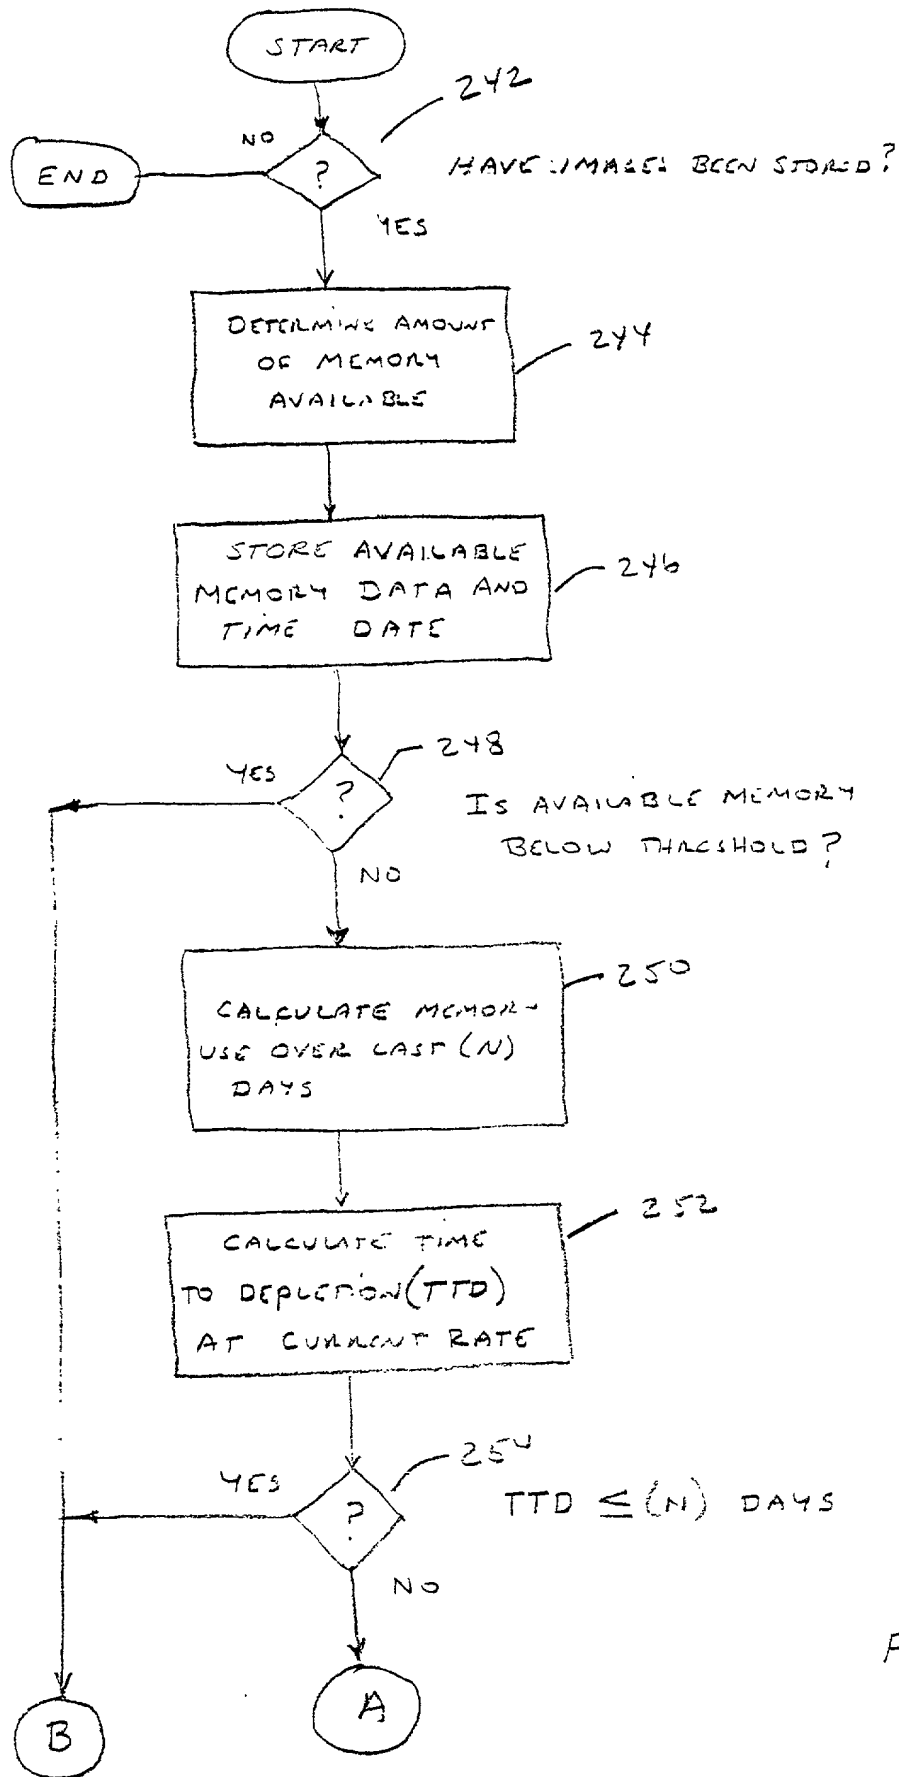 START
242
NO
END
?
HAVE IMAGES BEEN STORED?
YES
DETERMINE AMOUNT
OF MEMORY
AVAILABLE
244
STORE AVAILABLE
MEMORY DATA AND
TIME DATE
246
248
YES
?
IS AVAILABLE MEMORY
BELOW THRESHOLD?
NO
250
CALCULATE MEMORY
USE OVER LAST (N)
DAYS
252
CALCULATE TIME
TO DEPLETION (TTD)
AT CURRENT RATE
254
YES
?
TTD ≤ (N) DAYS
NO
F
A
B